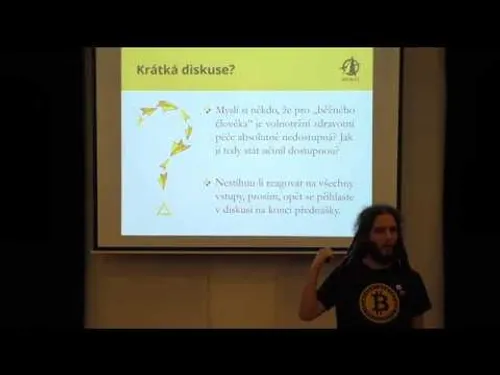 Krátká diskuse?
Myslí si někdo, že pro „běžného
člověka" je volnotržní zdravotní
péče absolutně nedostupná? Jak
ji tedy stát učinil dostupnou?
Nestihnu-li reagovat na všechny
vstupy, prosím, opět se přihlaste
v diskusi na konci přednášky.